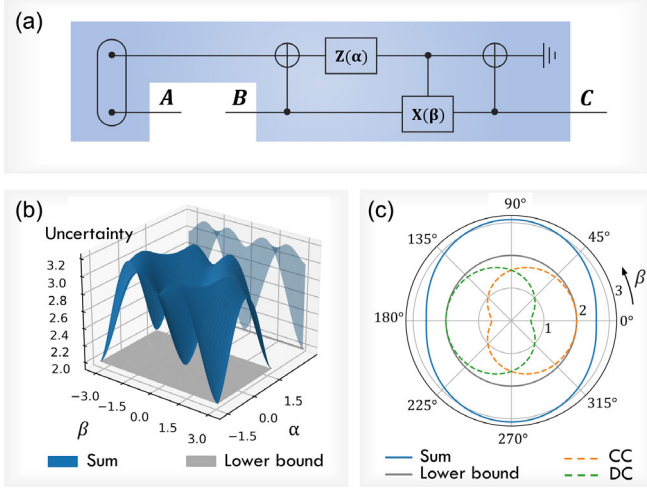 (a)
Z(α)
A B C
X(β)
(b) (c)
Uncertainty
3.2
3.0
2.8
2.6
2.4
2.2
2.0
−3.0
−1.5
0.0
1.5
3.0
β
−1.5
0.0
1.5
α
Sum Lower bound
90°
135° 45°
β
3
180° 1 2 0°
225° 315°
270°
Sum CC
Lower bound DC